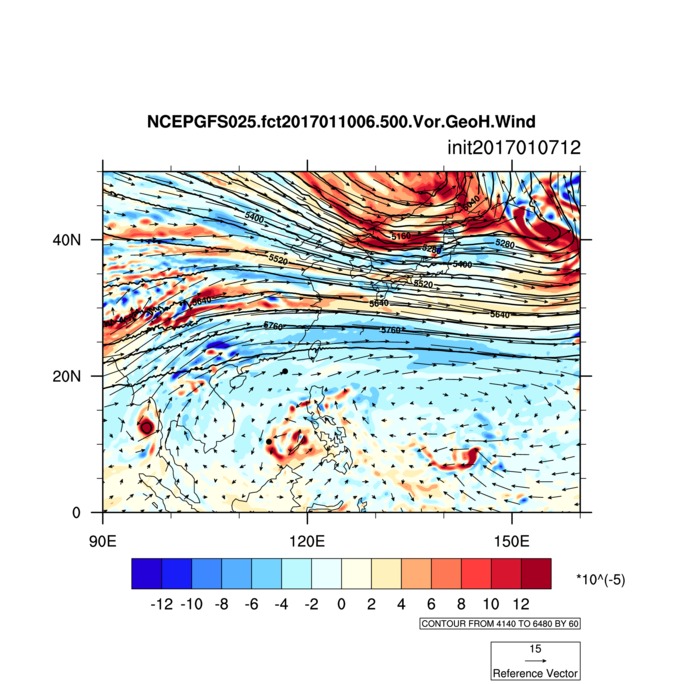 NCEPGFS025.fct2017011006.500.Vor.GeoH.Wind
init2017010712
5040
5400
5160
5280
5280
40N
5520
5400
5520
5640
5640
5640
5760
5760
20N
0
90E 120E 150E
-12 -10 -8 -6 -4 -2 0 2 4 6 8 10 12
*10^(-5)
CONTOUR FROM 4140 TO 6480 BY 60
15
Reference Vector